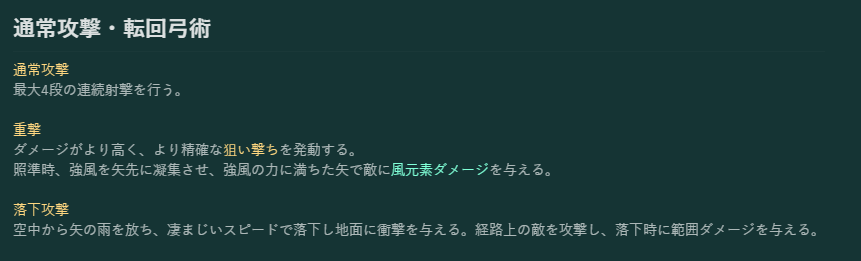 通常攻撃・転回弓術
通常攻撃
最大4段の連続射撃を行う。
重撃
ダメージがより高く、より精確な狙い撃ちを発動する。
照準時、強風を矢先に凝集させ、強風の力に満ちた矢で敵に風元素ダメージを与える。
落下攻撃
空中から矢の雨を放ち、凄まじいスピードで落下し地面に衝撃を与える。経路上の敵を攻撃し、落下時に範囲ダメージを与える。